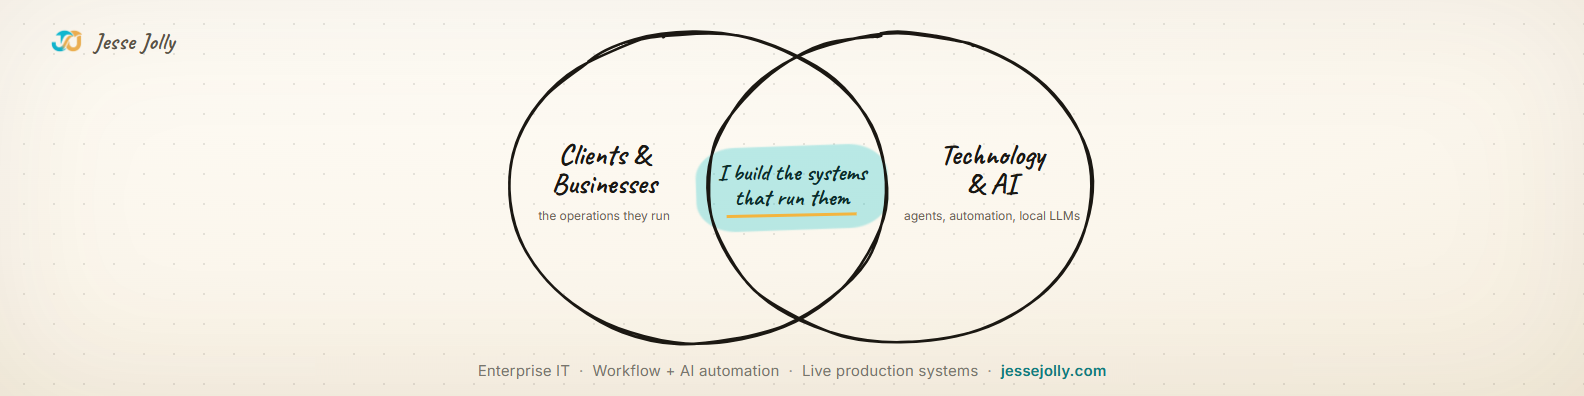 Jesse Jolly
Clients &
Businesses
the operations they run
I build the systems
that run them
Technology
& AI
agents, automation, local LLMs
Enterprise IT · Workflow + AI automation · Live production systems · jessejolly.com